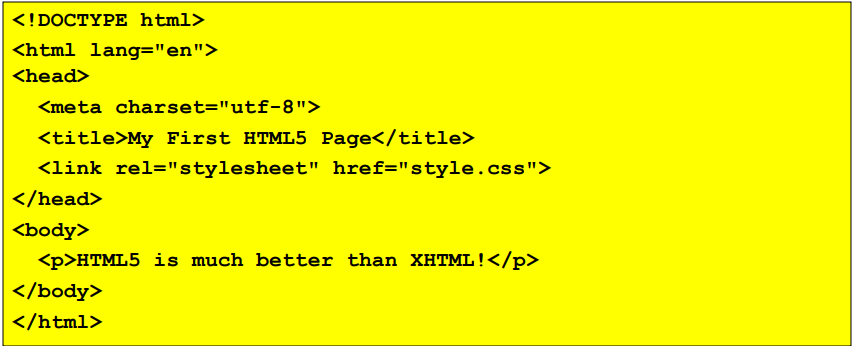 <!DOCTYPE html>
<html lang="en">
<head>
  <meta charset="utf-8">
  <title>My First HTML5 Page</title>
  <link rel="stylesheet" href="style.css">
</head>
<body>
  <p>HTML5 is much better than XHTML!</p>
</body>
</html>